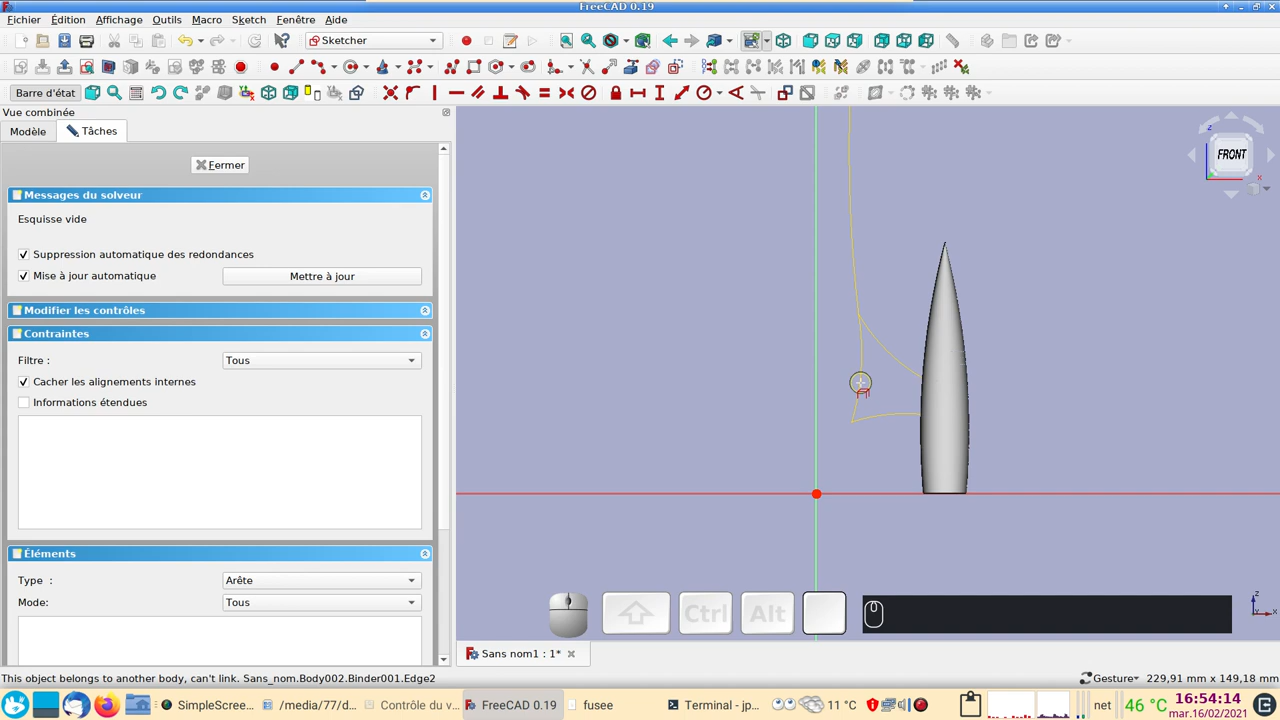 FreeCAD 0.19
Fichier Édition Affichage Outils Macro Sketch Fenêtre Aide
Sketcher
Barre d'état
Vue combinée
Modèle Tâches
Fermer
Messages du solveur
Esquisse vide
Suppression automatique des redondances
Mise à jour automatique Mettre à jour
Modifier les contrôles
Contraintes
Filtre : Tous
Cacher les alignements internes
Informations étendues
Éléments
Type : Arête
Mode: Tous
FRONT
z
x
Ctrl Alt
z
x
Sans nom1 : 1*
This object belongs to another body, can't link. Sans_nom.Body002.Binder001.Edge2 Gesture 229,91 mm x 149,18 mm
SimpleScree... /media/77/d... Contrôle du v... FreeCAD 0.19 fusee Terminal - jp... 11 °C net 46 °C 16:54:14
mar.16/02/2021